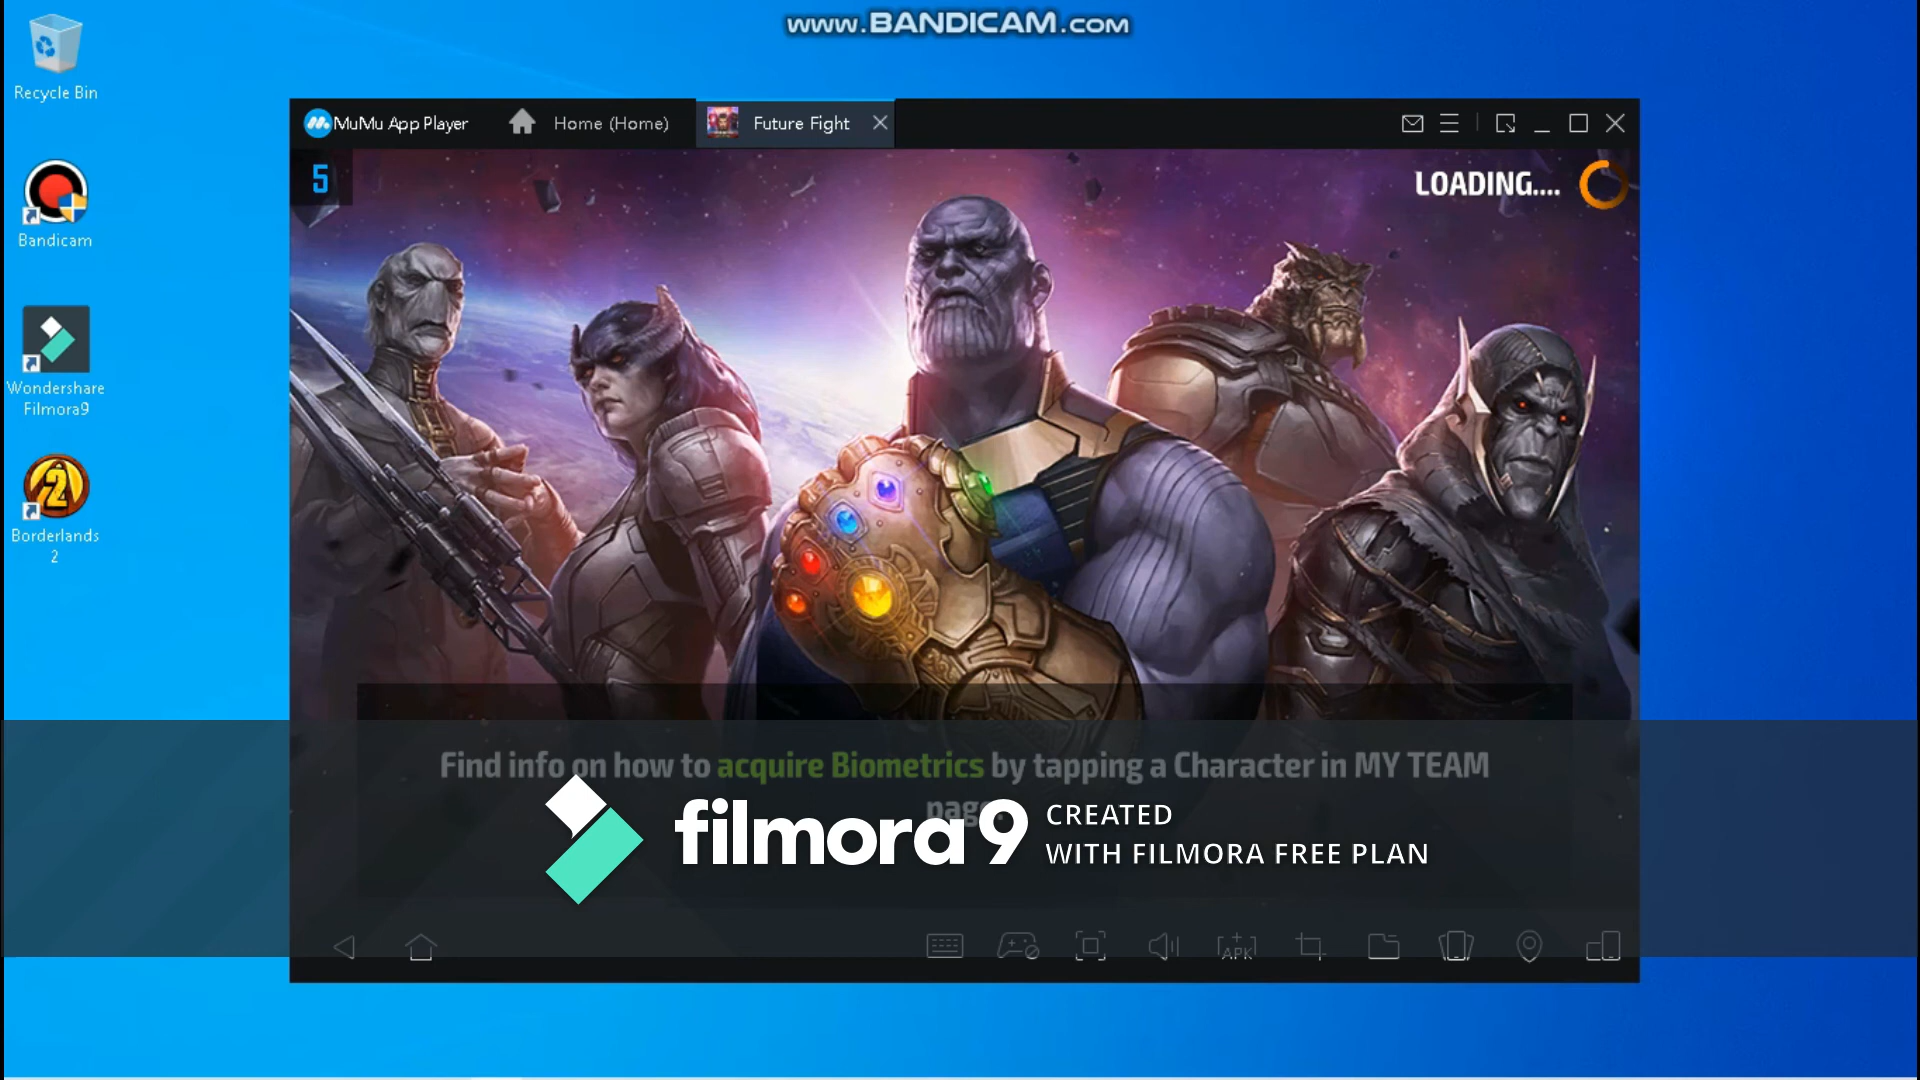 www.BANDICAM.com
Recycle Bin
MuMu App Player
Home (Home)
Future Fight
5
LOADING....
Bandicam
Wondershare
Filmora9
Borderlands
2
Find info on how to acquire Biometrics by tapping a Character in MY TEAM
page.
filmora9
CREATED
WITH FILMORA FREE PLAN
APK